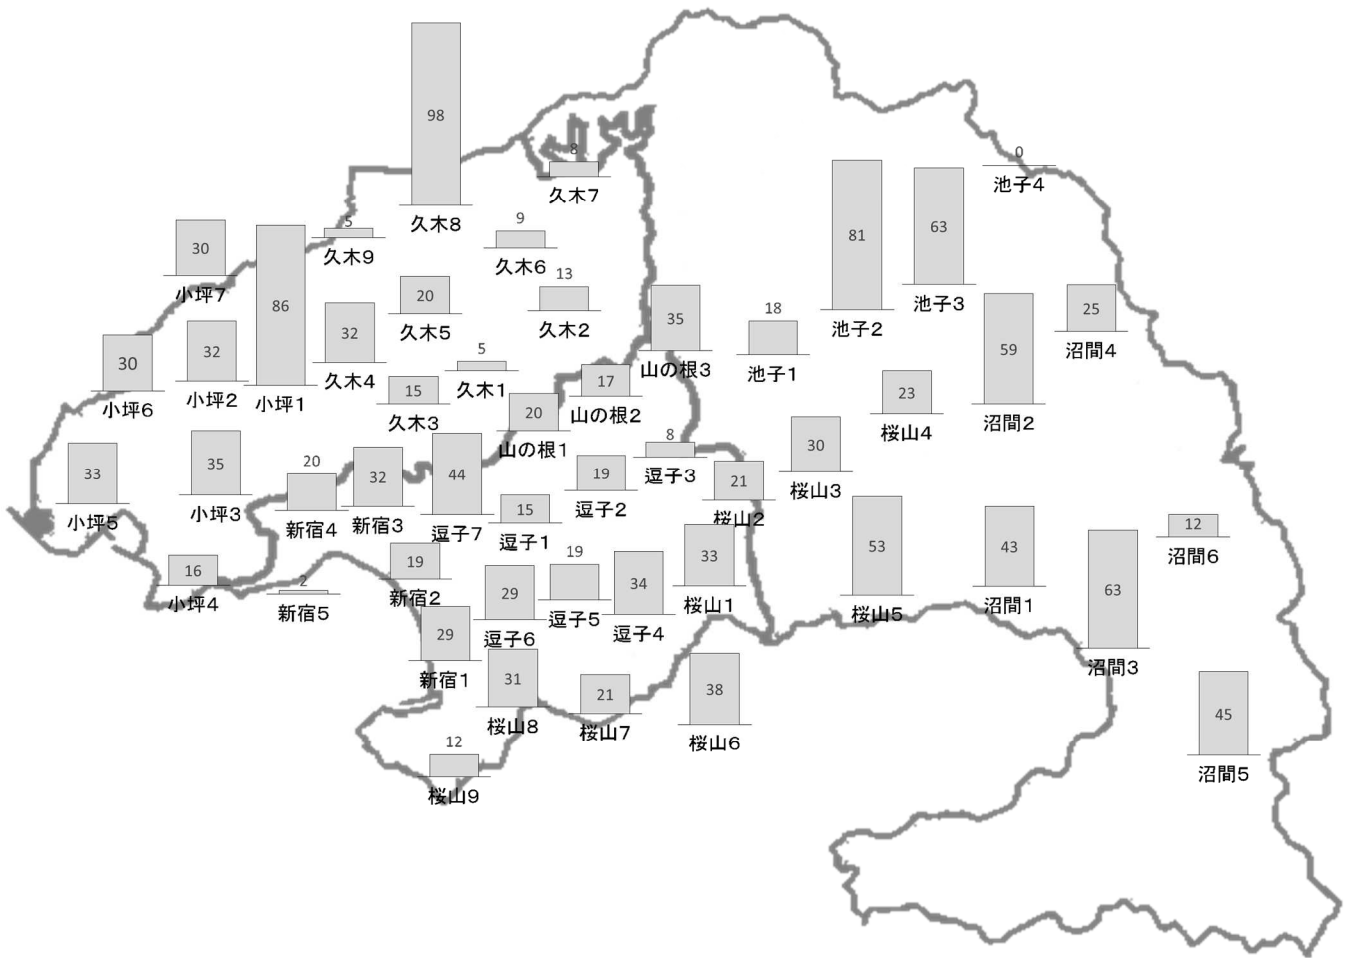 98
久木8
8
久木7
0
池子4
5
久木9
30
小坪7
86
小坪1
9
久木6
13
久木2
20
久木5
32
久木4
81
池子2
63
池子3
25
沼間4
59
沼間2
35
山の根3
18
池子1
30
小坪6
32
小坪2
5
久木1
15
久木3
17
山の根2
20
山の根1
23
桜山4
30
桜山3
8
逗子3
33
小坪5
35
小坪3
20
新宿4
32
新宿3
44
逗子7
19
逗子2
21
桜山2
15
逗子1
12
沼間6
53
桜山5
43
沼間1
63
沼間3
16
小坪4
2
新宿5
19
新宿2
29
逗子6
19
逗子5
34
逗子4
33
桜山1
29
新宿1
31
桜山8
21
桜山7
38
桜山6
45
沼間5
12
桜山9